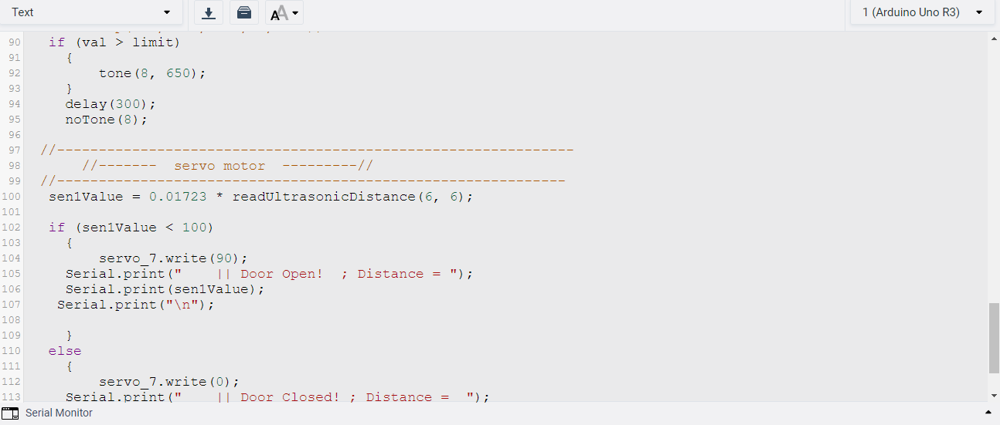 Text
1 (Arduino Uno R3)
90 if (val > limit)
91 {
92 tone(8, 650);
93 }
94 delay(300);
95 noTone(8);
96
97 //--------------------------------------------------------------
98 //------- servo motor ---------//
99 //-------------------------------------------------------------
100 sen1Value = 0.01723 * readUltrasonicDistance(6, 6);
101
102 if (sen1Value < 100)
103 {
104 servo_7.write(90);
105 Serial.print("    || Door Open!  ; Distance = ");
106 Serial.print(sen1Value);
107 Serial.print("\n");
108
109 }
110 else
111 {
112 servo_7.write(0);
113 Serial.print("    || Door Closed! ; Distance =  ");
Serial Monitor